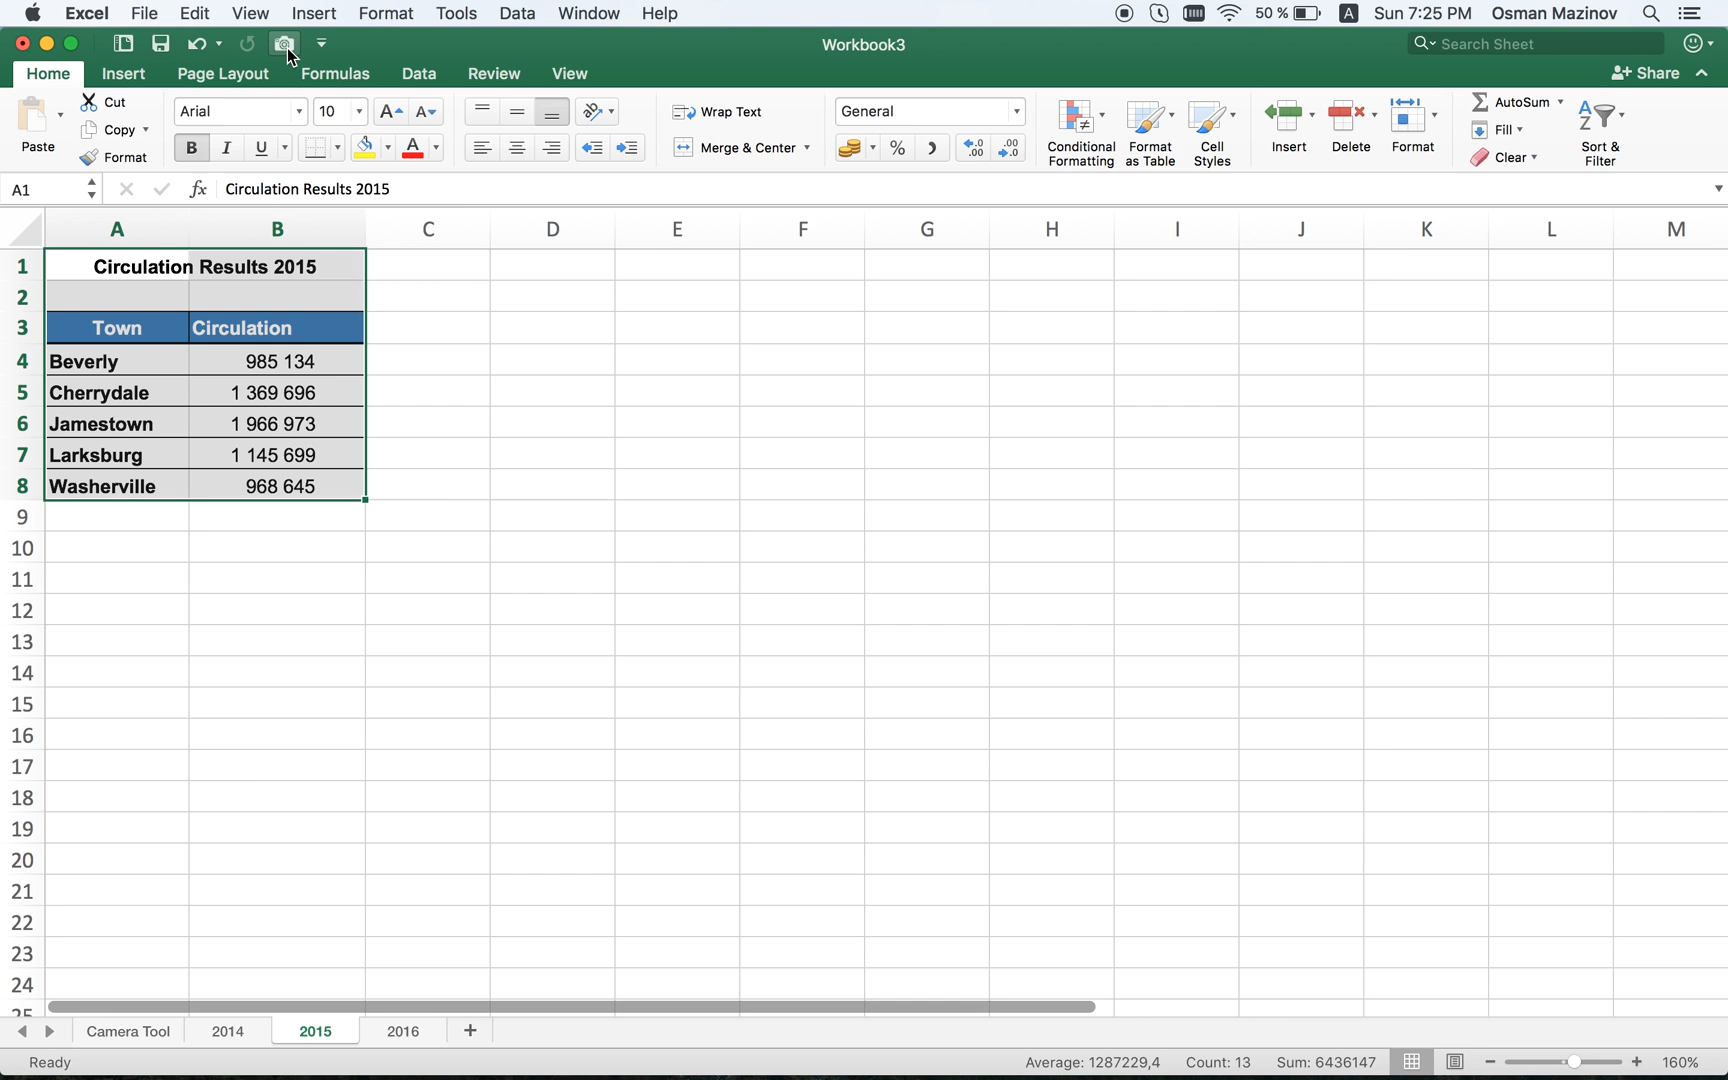 Excel File Edit View Insert Format Tools Data Window Help 50 % A Sun 7:25 PM Osman Mazinov
Workbook3
Search Sheet
Home Insert Page Layout Formulas Data Review View Share
Paste
Cut
Copy
Format
Arial 10 A A
B I U A
Wrap Text
Merge & Center
General
%
Conditional Formatting
Format as Table
Cell Styles
Insert
Delete
Format
AutoSum
Fill
Clear
Sort & Filter
A1 fx Circulation Results 2015
A B C D E F G H I J K L M
1 Circulation Results 2015
2
3 Town Circulation
4 Beverly 985 134
5 Cherrydale 1 369 696
6 Jamestown 1 966 973
7 Larksburg 1 145 699
8 Washerville 968 645
9
10
11
12
13
14
15
16
17
18
19
20
21
22
23
24
25
Camera Tool 2014 2015 2016 +
Ready Average: 1287229,4 Count: 13 Sum: 6436147 160%